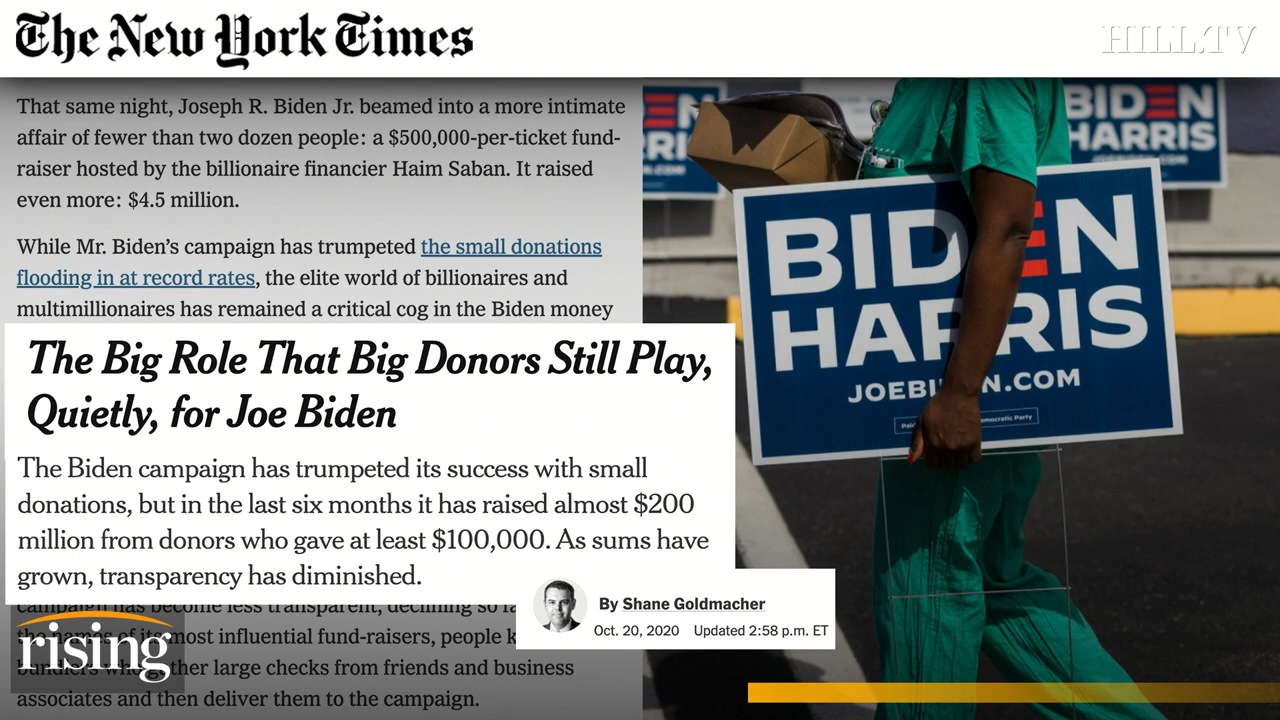 The New York Times
HILL.TV
That same night, Joseph R. Biden Jr. beamed into a more intimate
affair of fewer than two dozen people: a $500,000-per-ticket fund-
raiser hosted by the billionaire financier Haim Saban. It raised
even more: $4.5 million.
While Mr. Biden’s campaign has trumpeted the small donations
flooding in at record rates, the elite world of billionaires and
multimillionaires has remained a critical cog in the Biden money
The Big Role That Big Donors Still Play,
Quietly, for Joe Biden
The Biden campaign has trumpeted its success with small
donations, but in the last six months it has raised almost $200
million from donors who gave at least $100,000. As sums have
grown, transparency has diminished.
By Shane Goldmacher
Oct. 20, 2020 Updated 2:58 p.m. ET
campaign has become less transparent, declining so
the names of its most influential fund-raisers, people
bundlers who gather large checks from friends and business
associates and then deliver them to the campaign.
rising
BIDEN
HARRIS
BIDEN
HARRIS
JOEBIDEN.COM